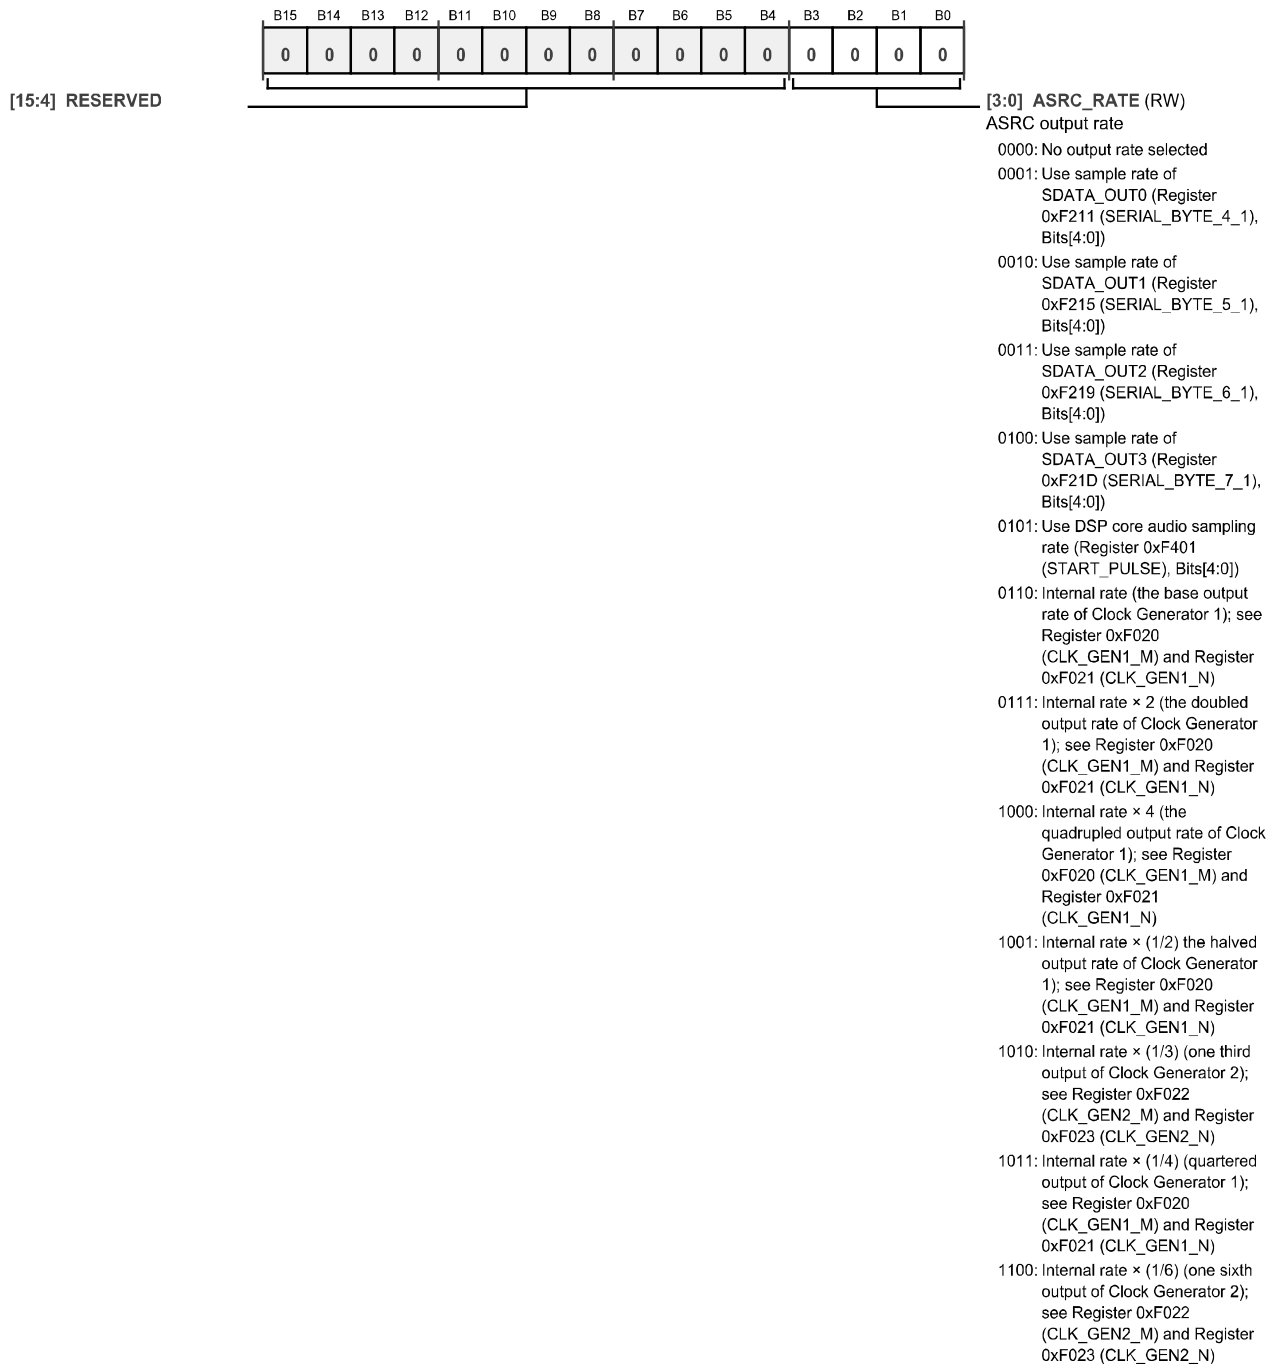 B15 B14 B13 B12 B11 B10 B9 B8 B7 B6 B5 B4 B3 B2 B1 B0
0 0 0 0 0 0 0 0 0 0 0 0 0 0 0 0
[15:4] RESERVED
[3:0] ASRC_RATE (RW)
ASRC output rate
0000: No output rate selected
0001: Use sample rate of
SDATA_OUT0 (Register
0xF211 (SERIAL_BYTE_4_1),
Bits[4:0])
0010: Use sample rate of
SDATA_OUT1 (Register
0xF215 (SERIAL_BYTE_5_1),
Bits[4:0])
0011: Use sample rate of
SDATA_OUT2 (Register
0xF219 (SERIAL_BYTE_6_1),
Bits[4:0])
0100: Use sample rate of
SDATA_OUT3 (Register
0xF21D (SERIAL_BYTE_7_1),
Bits[4:0])
0101: Use DSP core audio sampling
rate (Register 0xF401
(START_PULSE), Bits[4:0])
0110: Internal rate (the base output
rate of Clock Generator 1); see
Register 0xF020
(CLK_GEN1_M) and Register
0xF021 (CLK_GEN1_N)
0111: Internal rate × 2 (the doubled
output rate of Clock Generator
1); see Register 0xF020
(CLK_GEN1_M) and Register
0xF021 (CLK_GEN1_N)
1000: Internal rate × 4 (the
quadrupled output rate of Clock
Generator 1); see Register
0xF020 (CLK_GEN1_M) and
Register 0xF021
(CLK_GEN1_N)
1001: Internal rate × (1/2) the halved
output rate of Clock Generator
1); see Register 0xF020
(CLK_GEN1_M) and Register
0xF021 (CLK_GEN1_N)
1010: Internal rate × (1/3) (one third
output of Clock Generator 2);
see Register 0xF022
(CLK_GEN2_M) and Register
0xF023 (CLK_GEN2_N)
1011: Internal rate × (1/4) (quartered
output of Clock Generator 1);
see Register 0xF020
(CLK_GEN1_M) and Register
0xF021 (CLK_GEN1_N)
1100: Internal rate × (1/6) (one sixth
output of Clock Generator 2);
see Register 0xF022
(CLK_GEN2_M) and Register
0xF023 (CLK_GEN2_N)